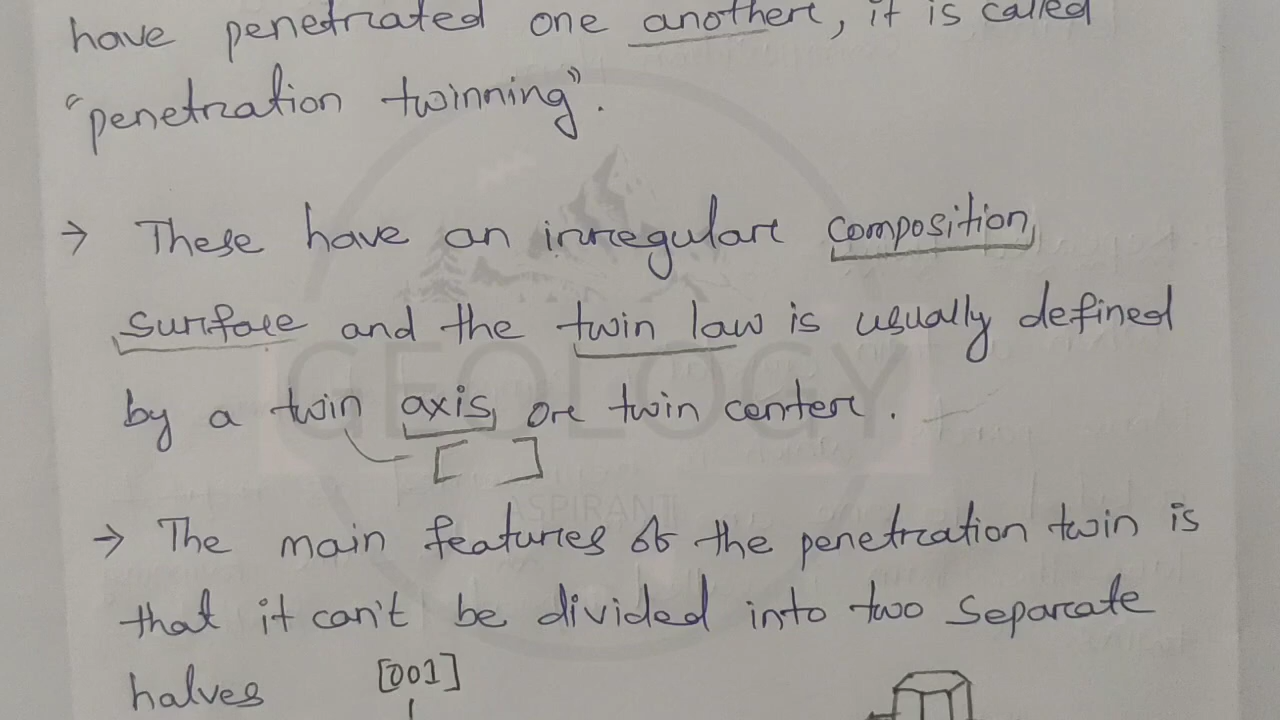 have penetrated one another, it is called
"penetration twinning".
→ These have an irregular composition
surface and the twin law is usually defined
by a twin axis, or twin center.
[ ]
GEOLOGY
ASPIRANT
→ The main features of the penetration twin is
that it can't be divided into two separate
halves
[001]